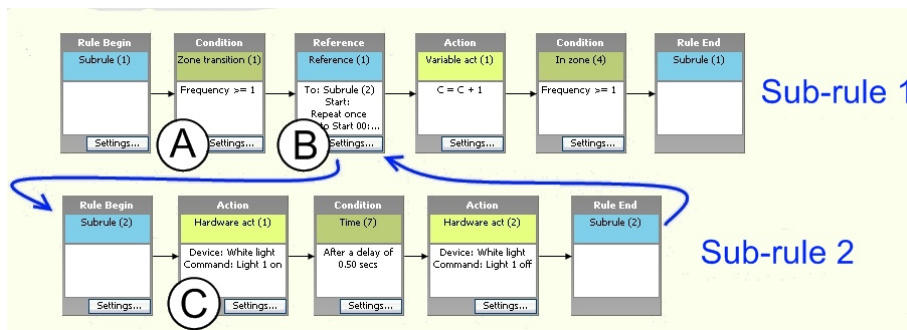 Rule Begin
Subrule (1)
Settings...
Condition
Zone transition (1)
Frequency >= 1
Settings...
A
Reference
Reference (1)
To: Subrule (2)
Start:
Repeat once
to Start 00:...
Settings...
B
Action
Variable act (1)
C = C + 1
Settings...
Condition
In zone (4)
Frequency >= 1
Settings...
Rule End
Subrule (1)
Sub-rule 1
Rule Begin
Subrule (2)
Settings...
Action
Hardware act (1)
Device: White light
Command: Light 1 on
Settings...
C
Condition
Time (7)
After a delay of
0.50 secs
Settings...
Action
Hardware act (2)
Device: White light
Command: Light 1 off
Settings...
Rule End
Subrule (2)
Sub-rule 2